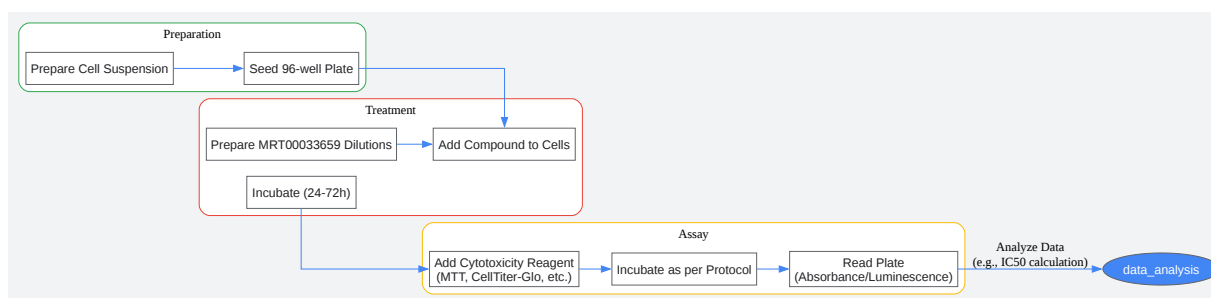 Preparation
Prepare Cell Suspension
Seed 96-well Plate
Treatment
Prepare MRT00033659 Dilutions
Add Compound to Cells
Incubate (24-72h)
Assay
Add Cytotoxicity Reagent
(MTT, CellTiter-Glo, etc.)
Incubate as per Protocol
Read Plate
(Absorbance/Luminescence)
Analyze Data
(e.g., IC50 calculation)
data_analysis